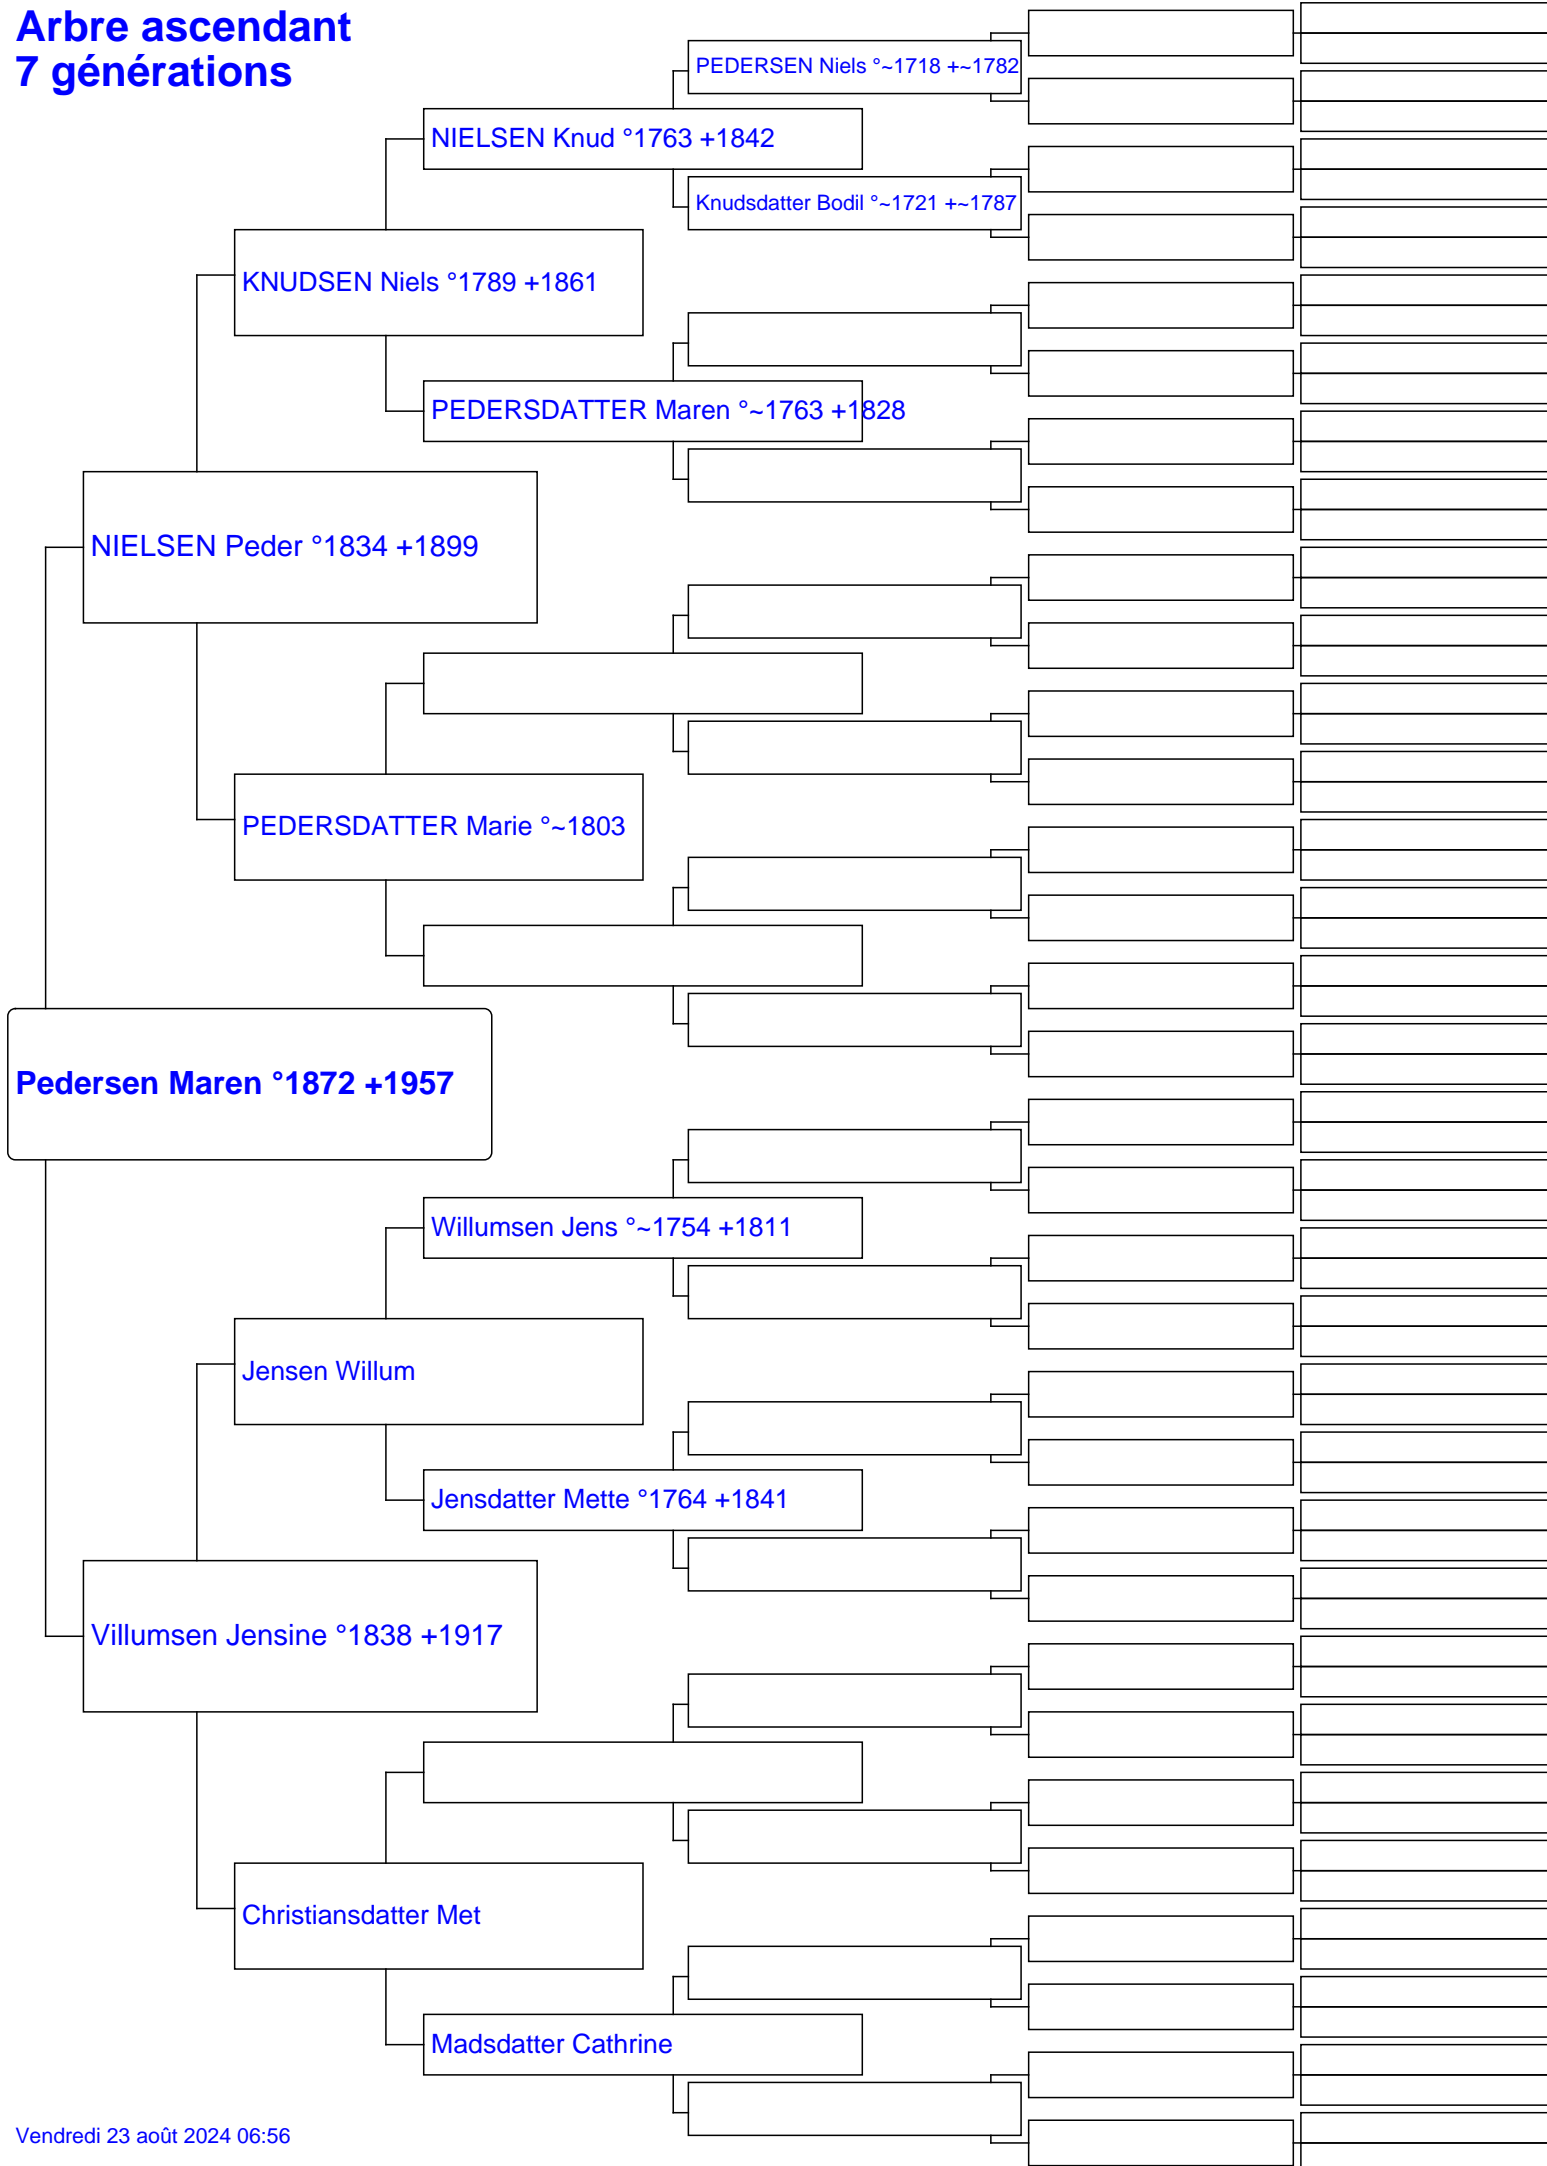 Arbre ascendant
7 générations
PEDERSEN Niels °~1718 +~1782
NIELSEN Knud °1763 +1842
Knudsdatter Bodil °~1721 +~1787
KNUDSEN Niels °1789 +1861
PEDERSDATTER Maren °~1763 +1828
NIELSEN Peder °1834 +1899
PEDERSDATTER Marie °~1803
Pedersen Maren °1872 +1957
Willumsen Jens °~1754 +1811
Jensen Willum
Jensdatter Mette °1764 +1841
Villumsen Jensine °1838 +1917
Christiansdatter Met
Madsdatter Cathrine
Vendredi 23 août 2024 06:56